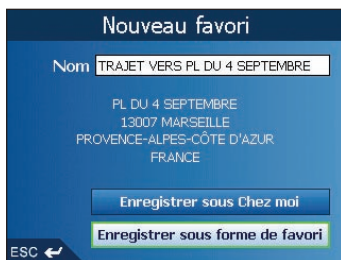 Nouveau favori
Nom TRAJET VERS PL DU 4 SEPTEMBRE
PL DU 4 SEPTEMBRE
13007 MARSEILLE
PROVENCE-ALPES-CÔTE D'AZUR
FRANCE
Enregistrer sous Chez moi
Enregistrer sous forme de favori
ESC